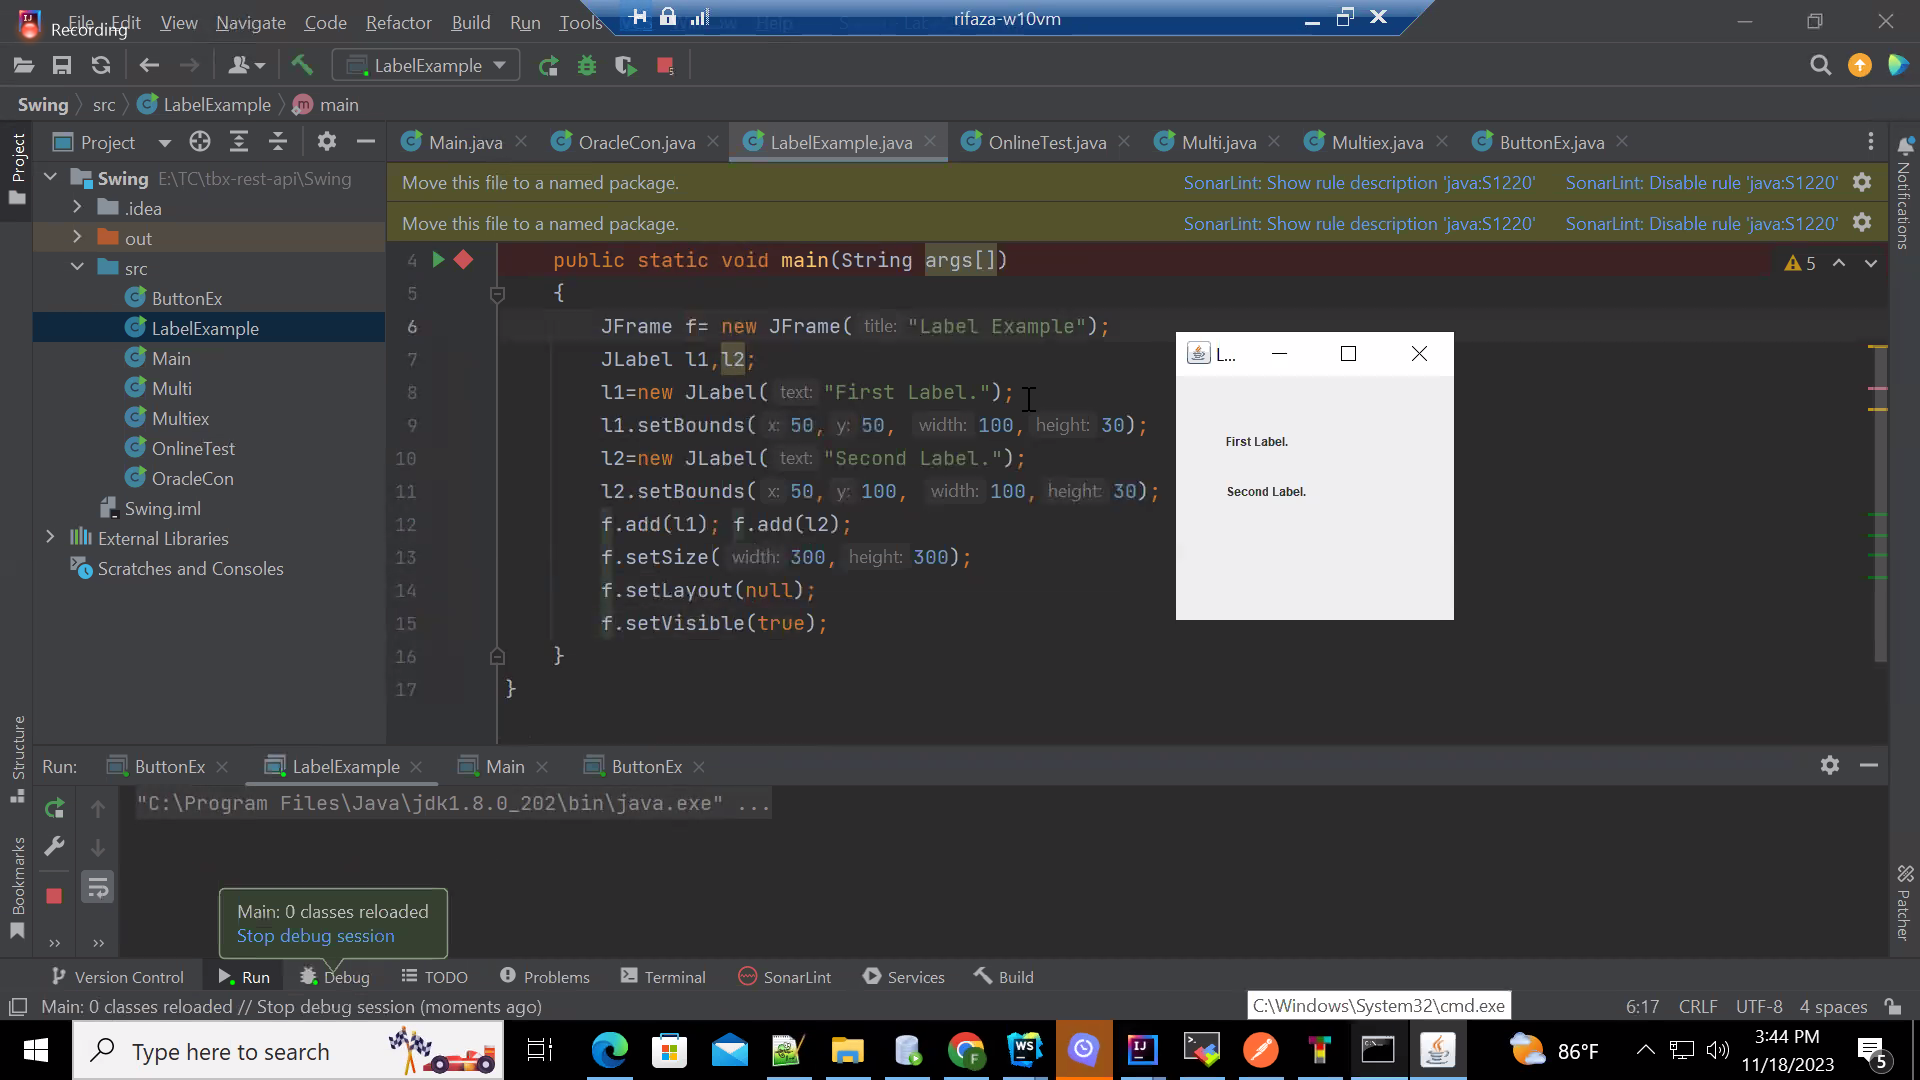 File Edit View Navigate Code Refactor Build Run Tools
Recording
rifaza-w10vm
LabelExample
Swing src LabelExample main
Project
Main.java OracleCon.java LabelExample.java OnlineTest.java Multi.java Multiex.java ButtonEx.java
Project
Notifications
Swing E:\TC\tbx-rest-api\Swing
.idea
out
src
ButtonEx
LabelExample
Main
Multi
Multiex
OnlineTest
OracleCon
Swing.iml
External Libraries
Scratches and Consoles
Move this file to a named package. SonarLint: Show rule description 'java:S1220' SonarLint: Disable rule 'java:S1220'
Move this file to a named package. SonarLint: Show rule description 'java:S1220' SonarLint: Disable rule 'java:S1220'
5
4 public static void main(String args[])
5 {
6 JFrame f= new JFrame( title: "Label Example");
7 JLabel l1,l2;
8 l1=new JLabel( text: "First Label.");
9 l1.setBounds( x: 50, y: 50, width: 100, height: 30);
10 l2=new JLabel( text: "Second Label.");
11 l2.setBounds( x: 50, y: 100, width: 100, height: 30);
12 f.add(l1); f.add(l2);
13 f.setSize( width: 300, height: 300);
14 f.setLayout(null);
15 f.setVisible(true);
16 }
17 }
L...
First Label.
Second Label.
Structure
Bookmarks
Patcher
Run: ButtonEx LabelExample Main ButtonEx
"C:\Program Files\Java\jdk1.8.0_202\bin\java.exe" ...
Main: 0 classes reloaded
Stop debug session
Version Control Run Debug TODO Problems Terminal SonarLint Services Build
Main: 0 classes reloaded // Stop debug session (moments ago)
C:\Windows\System32\cmd.exe
6:17 CRLF UTF-8 4 spaces
Type here to search
86°F
3:44 PM
11/18/2023
5